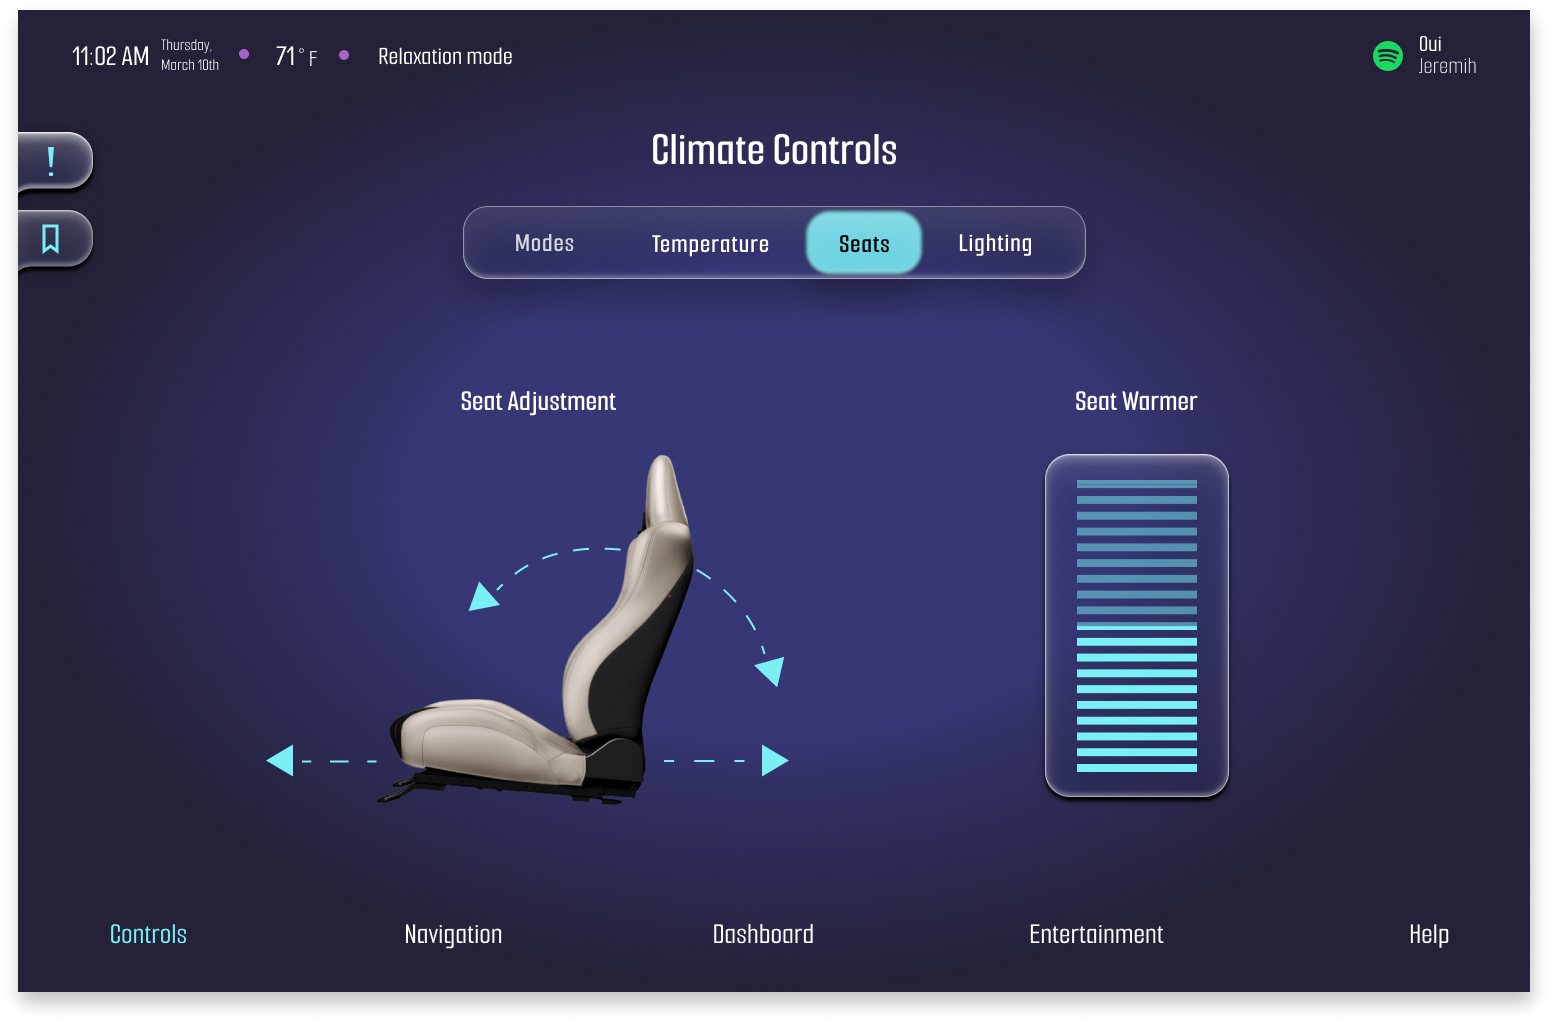 11:02 AM
Thursday,
March 10th
71° F
Relaxation mode
Oui
Jeremih
!
Climate Controls
Modes
Temperature
Seats
Lighting
Seat Adjustment
Seat Warmer
Controls
Navigation
Dashboard
Entertainment
Help